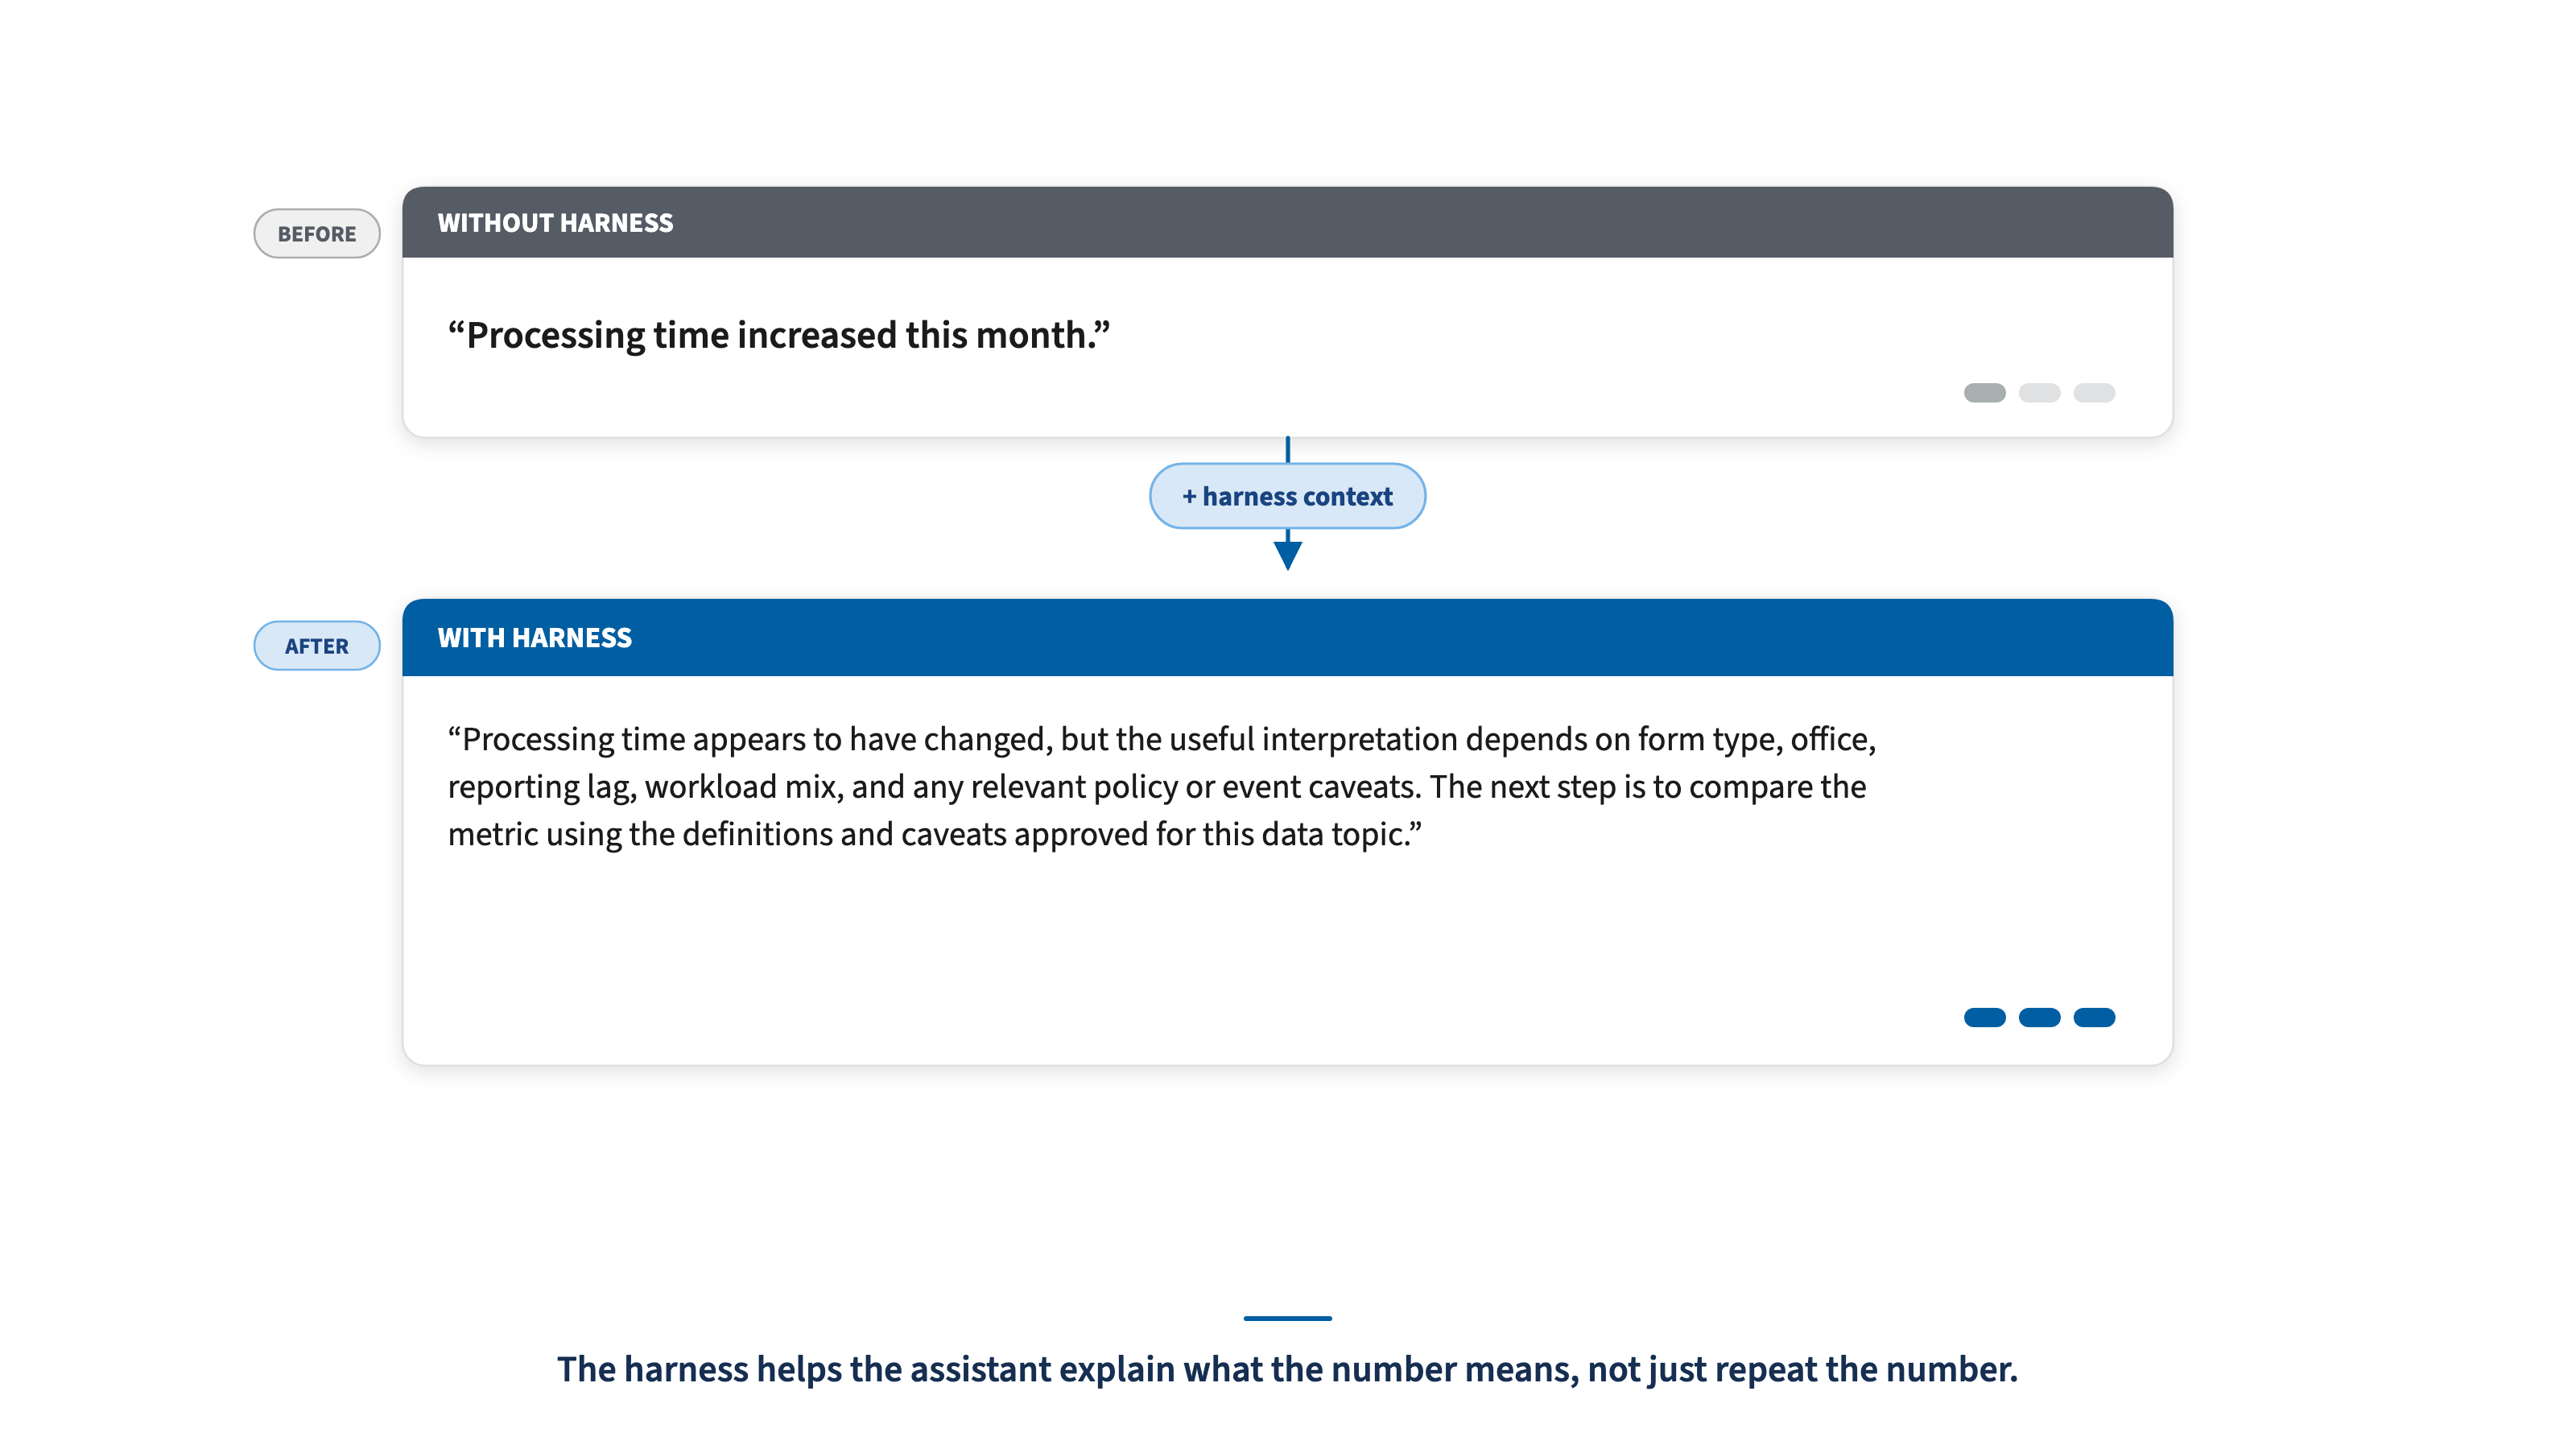 BEFORE
WITHOUT HARNESS
“Processing time increased this month.”
+ harness context
AFTER
WITH HARNESS
“Processing time appears to have changed, but the useful interpretation depends on form type, office,
reporting lag, workload mix, and any relevant policy or event caveats. The next step is to compare the
metric using the definitions and caveats approved for this data topic.”
The harness helps the assistant explain what the number means, not just repeat the number.